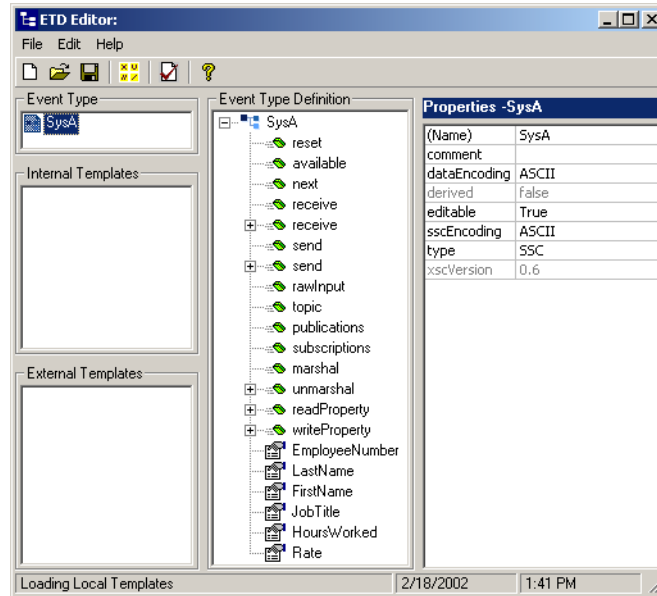 ETD Editor:
File Edit Help
Event Type
SysA
Internal Templates
External Templates
Event Type Definition
SysA
reset
available
next
receive
receive
send
send
rawInput
topic
publications
subscriptions
marshal
unmarshal
readProperty
writeProperty
EmployeeNumber
LastName
FirstName
JobTitle
HoursWorked
Rate
Properties -SysA
(Name) SysA
comment
dataEncoding ASCII
derived false
editable True
sscEncoding ASCII
type SSC
xscVersion 0.6
Loading Local Templates 2/18/2002 1:41 PM